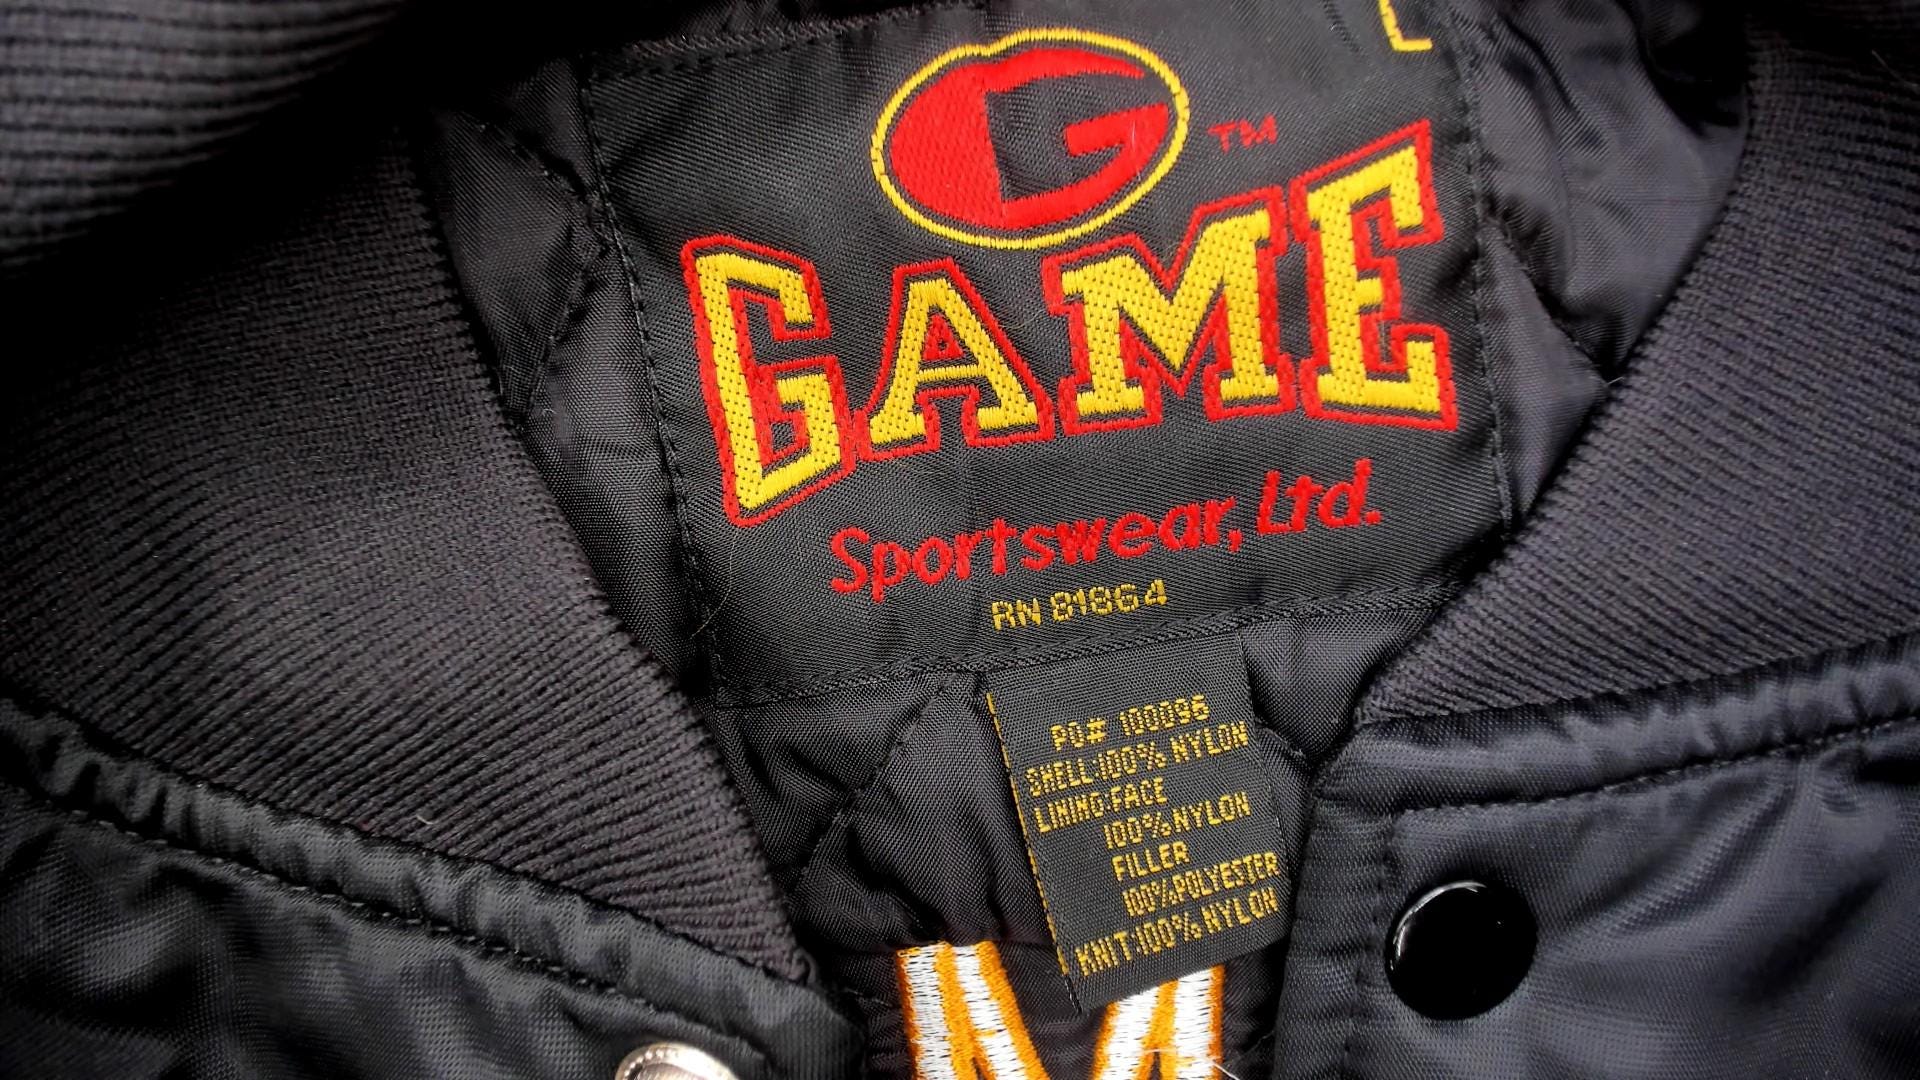 L
G
TM
GAME
Sportswear, Ltd.
RN 81864
PO.# 100096
SHELL:100% NYLON
LINING:FACE
100%NYLON
FILLER
100%POLYESTER
KNIT:100% NYLON
M